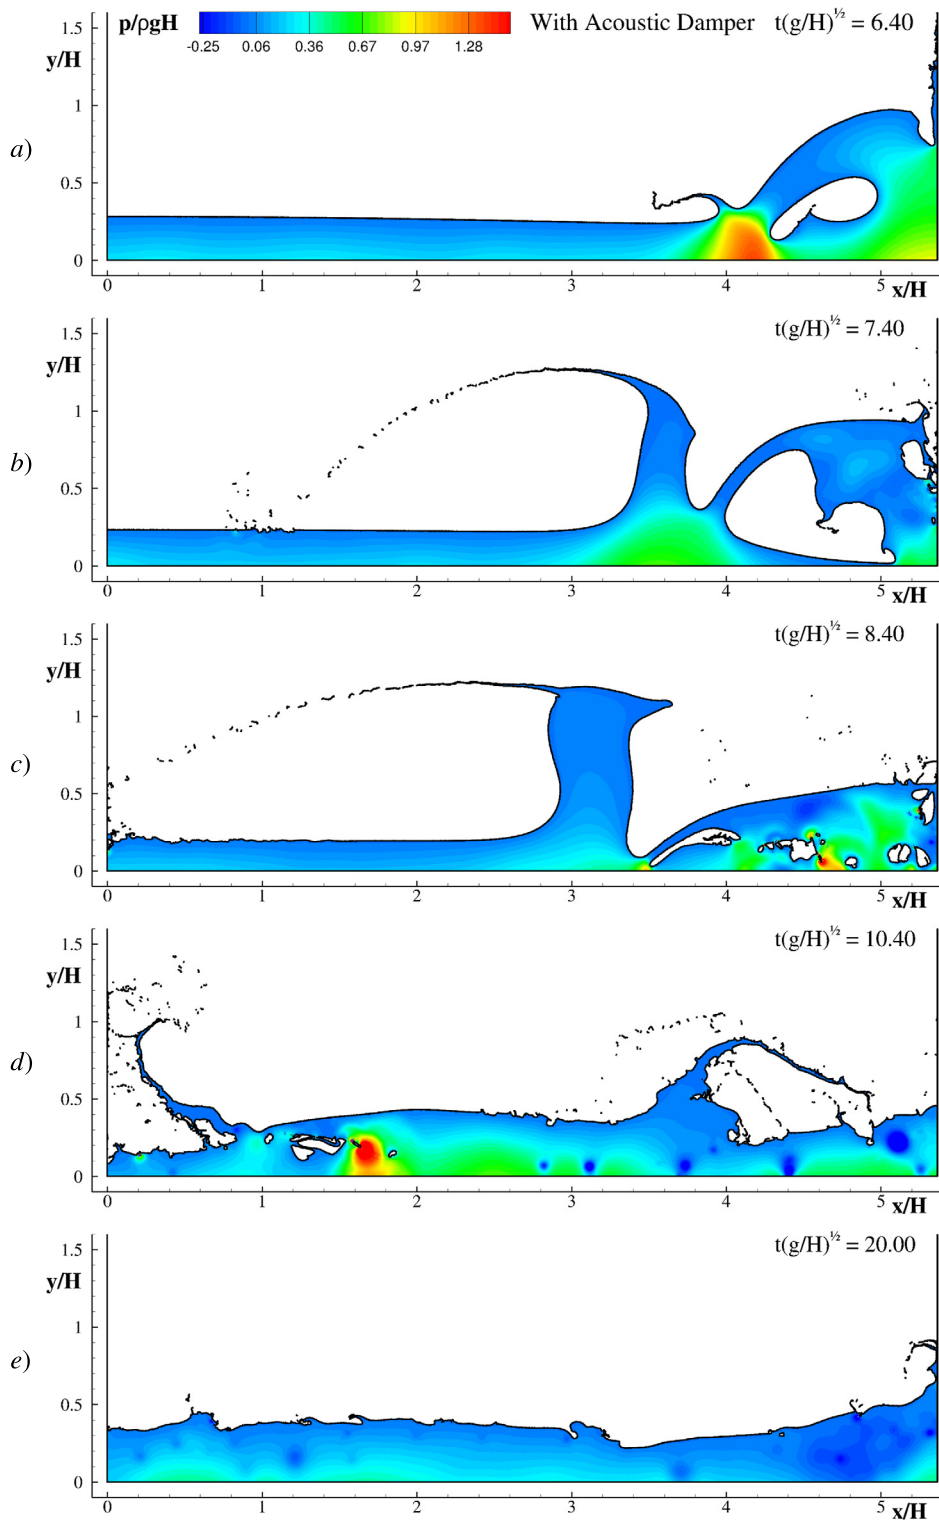 p/ρgH
With Acoustic Damper t(g/H)^½ = 6.40
-0.25 0.06 0.36 0.67 0.97 1.28
y/H
1.5
1
a)
0.5
0
0 1 2 3 4 5 x/H
t(g/H)^½ = 7.40
1.5
y/H
1
b)
0.5
0
0 1 2 3 4 5 x/H
t(g/H)^½ = 8.40
1.5
y/H
1
c)
0.5
0
0 1 2 3 4 5 x/H
t(g/H)^½ = 10.40
1.5
y/H
1
d)
0.5
0
0 1 2 3 4 5 x/H
t(g/H)^½ = 20.00
1.5
y/H
1
e)
0.5
0
0 1 2 3 4 5 x/H